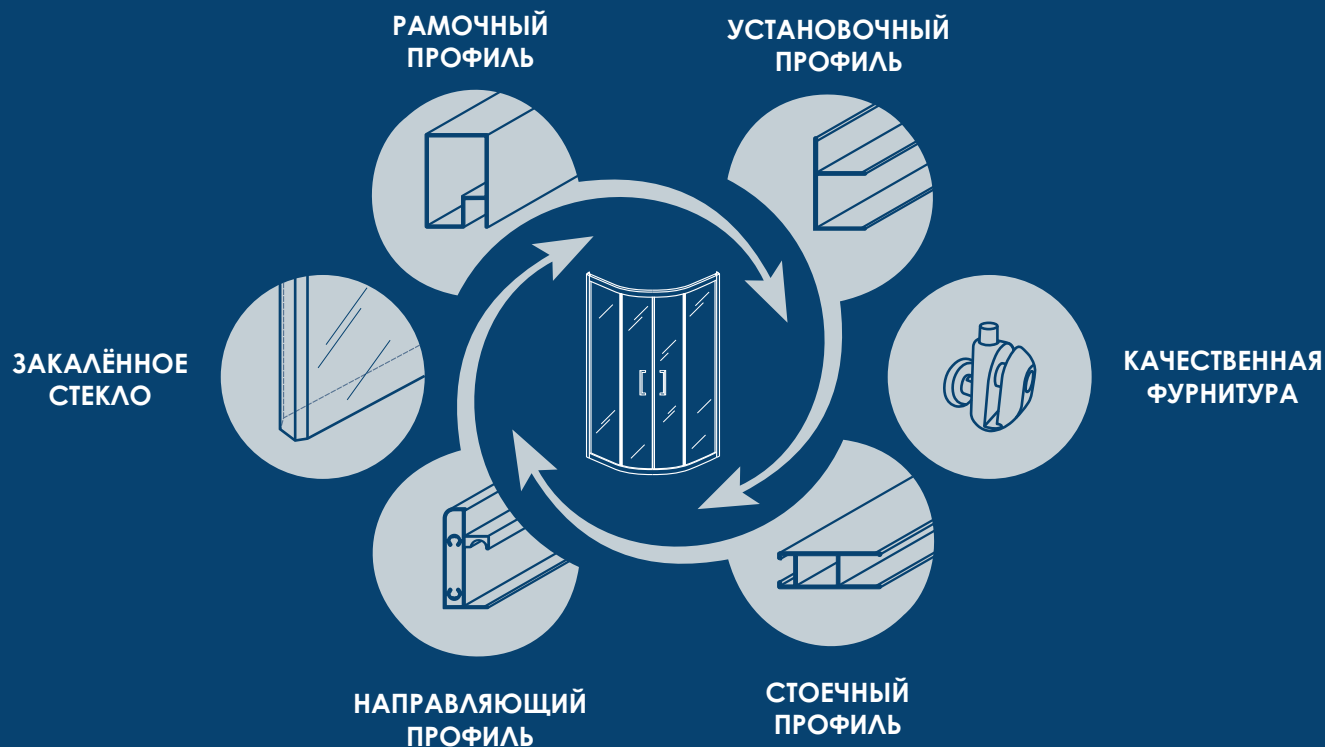 РАМОЧНЫЙ
ПРОФИЛЬ
УСТАНОВОЧНЫЙ
ПРОФИЛЬ
ЗАКАЛЁННОЕ
СТЕКЛО
КАЧЕСТВЕННАЯ
ФУРНИТУРА
НАПРАВЛЯЮЩИЙ
ПРОФИЛЬ
СТОЕЧНЫЙ
ПРОФИЛЬ